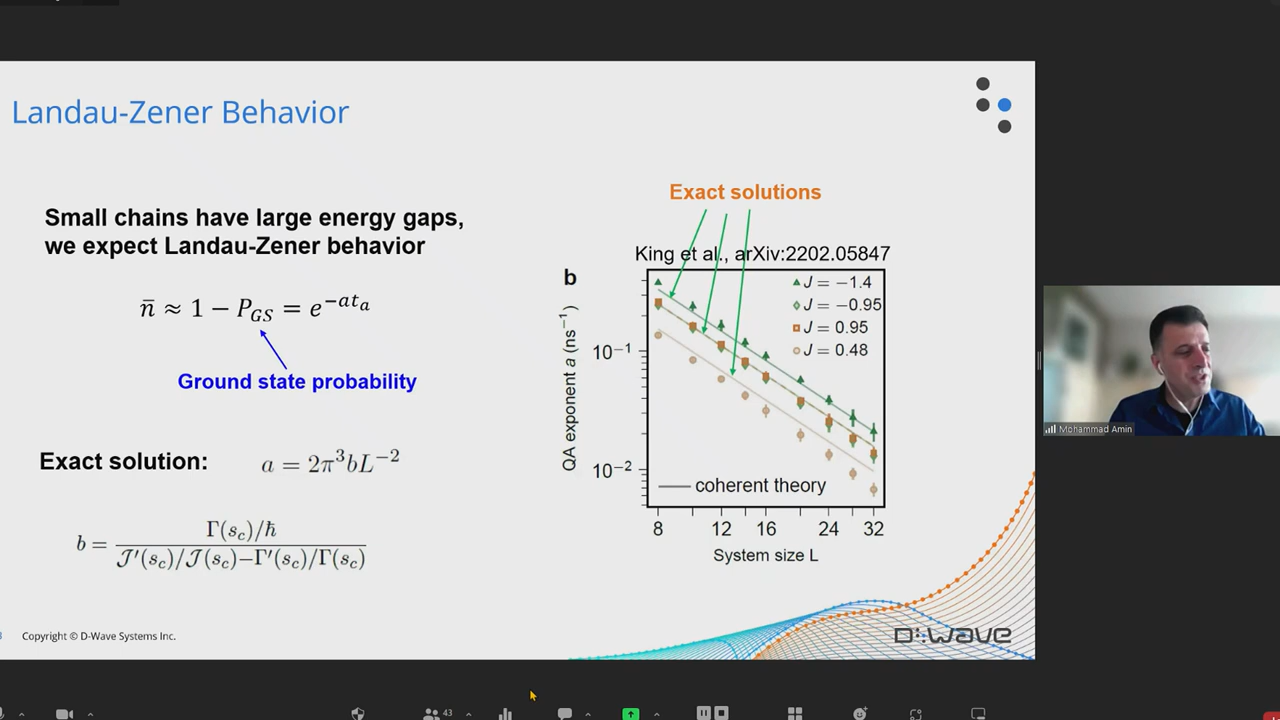 Landau-Zener Behavior
Small chains have large energy gaps,
we expect Landau-Zener behavior
n̄ ≈ 1 − P_GS = e^{−at_a}
Ground state probability
Exact solution:
a = 2π³bL⁻²
b = Γ(s_c)/ħ
𝒥′(s_c)/𝒥(s_c)−Γ′(s_c)/Γ(s_c)
Exact solutions
King et al., arXiv:2202.05847
b
J = −1.4
J = −0.95
J = 0.95
J = 0.48
QA exponent a (ns⁻¹)
10⁻¹
10⁻²
coherent theory
8 12 16 24 32
System size L
Copyright © D-Wave Systems Inc.
D:WAVE
Mohammad Amin
43